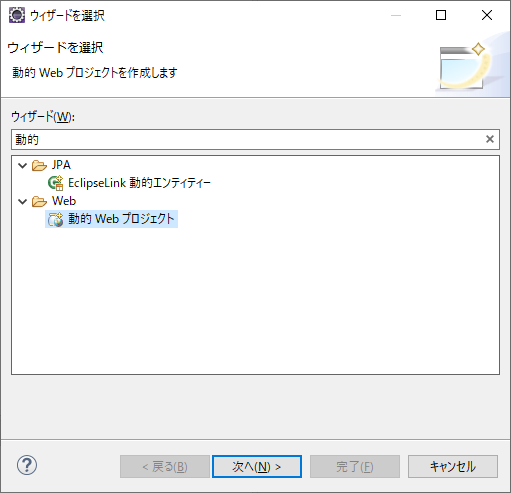 ウィザードを選択
ウィザードを選択
動的 Web プロジェクトを作成します
ウィザード(W):
動的
JPA
EclipseLink 動的エンティティー
Web
動的 Web プロジェクト
?
< 戻る(B)
次へ(N) >
完了(F)
キャンセル